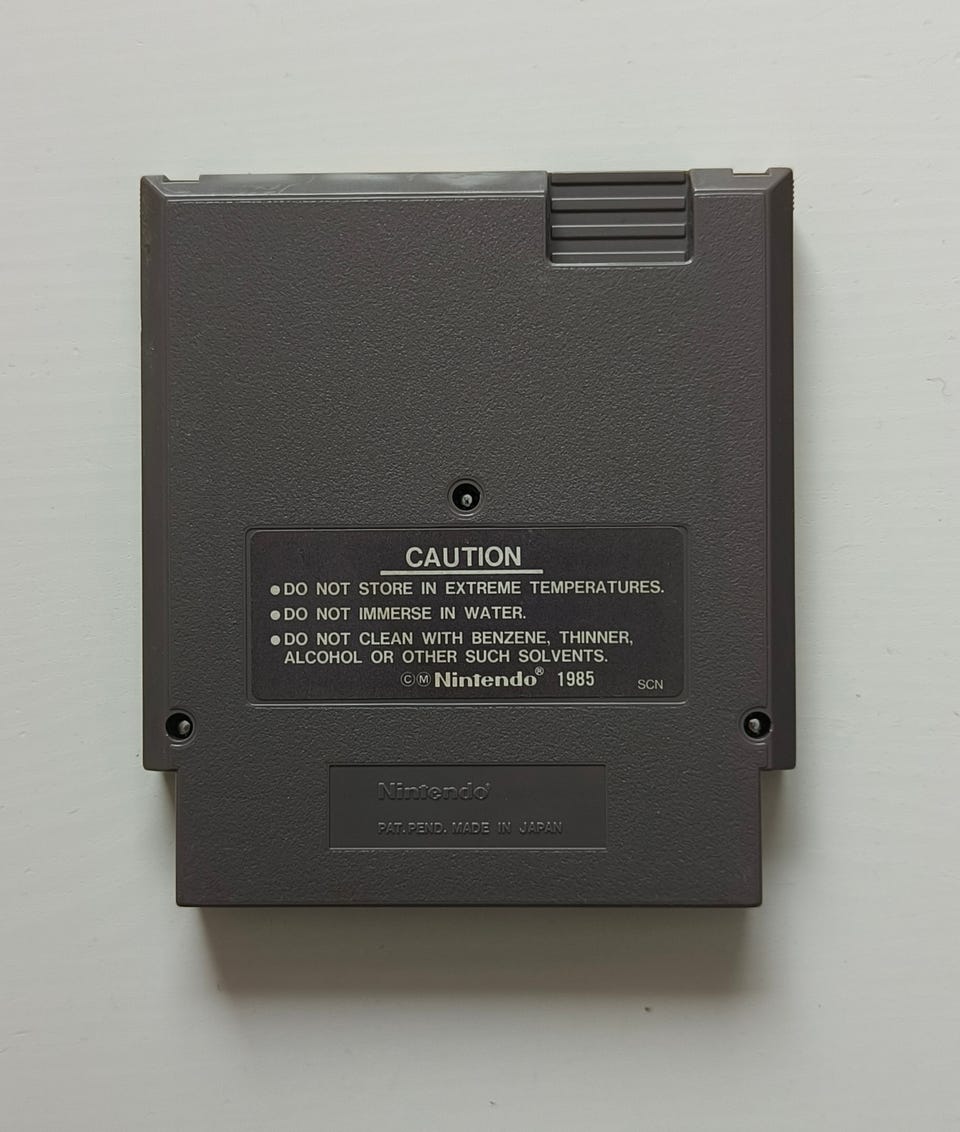 CAUTION
●DO NOT STORE IN EXTREME TEMPERATURES.
●DO NOT IMMERSE IN WATER.
●DO NOT CLEAN WITH BENZENE, THINNER,
ALCOHOL OR OTHER SUCH SOLVENTS.
©Ⓜ Nintendo® 1985 SCN
Nintendo®
PAT. PEND. MADE IN JAPAN